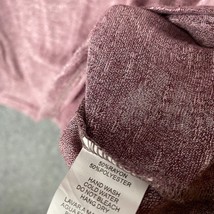 50%RAYON
50%POLYESTER
HAND WASH
COLD WATER
DO NOT BLEACH
HANG DRY